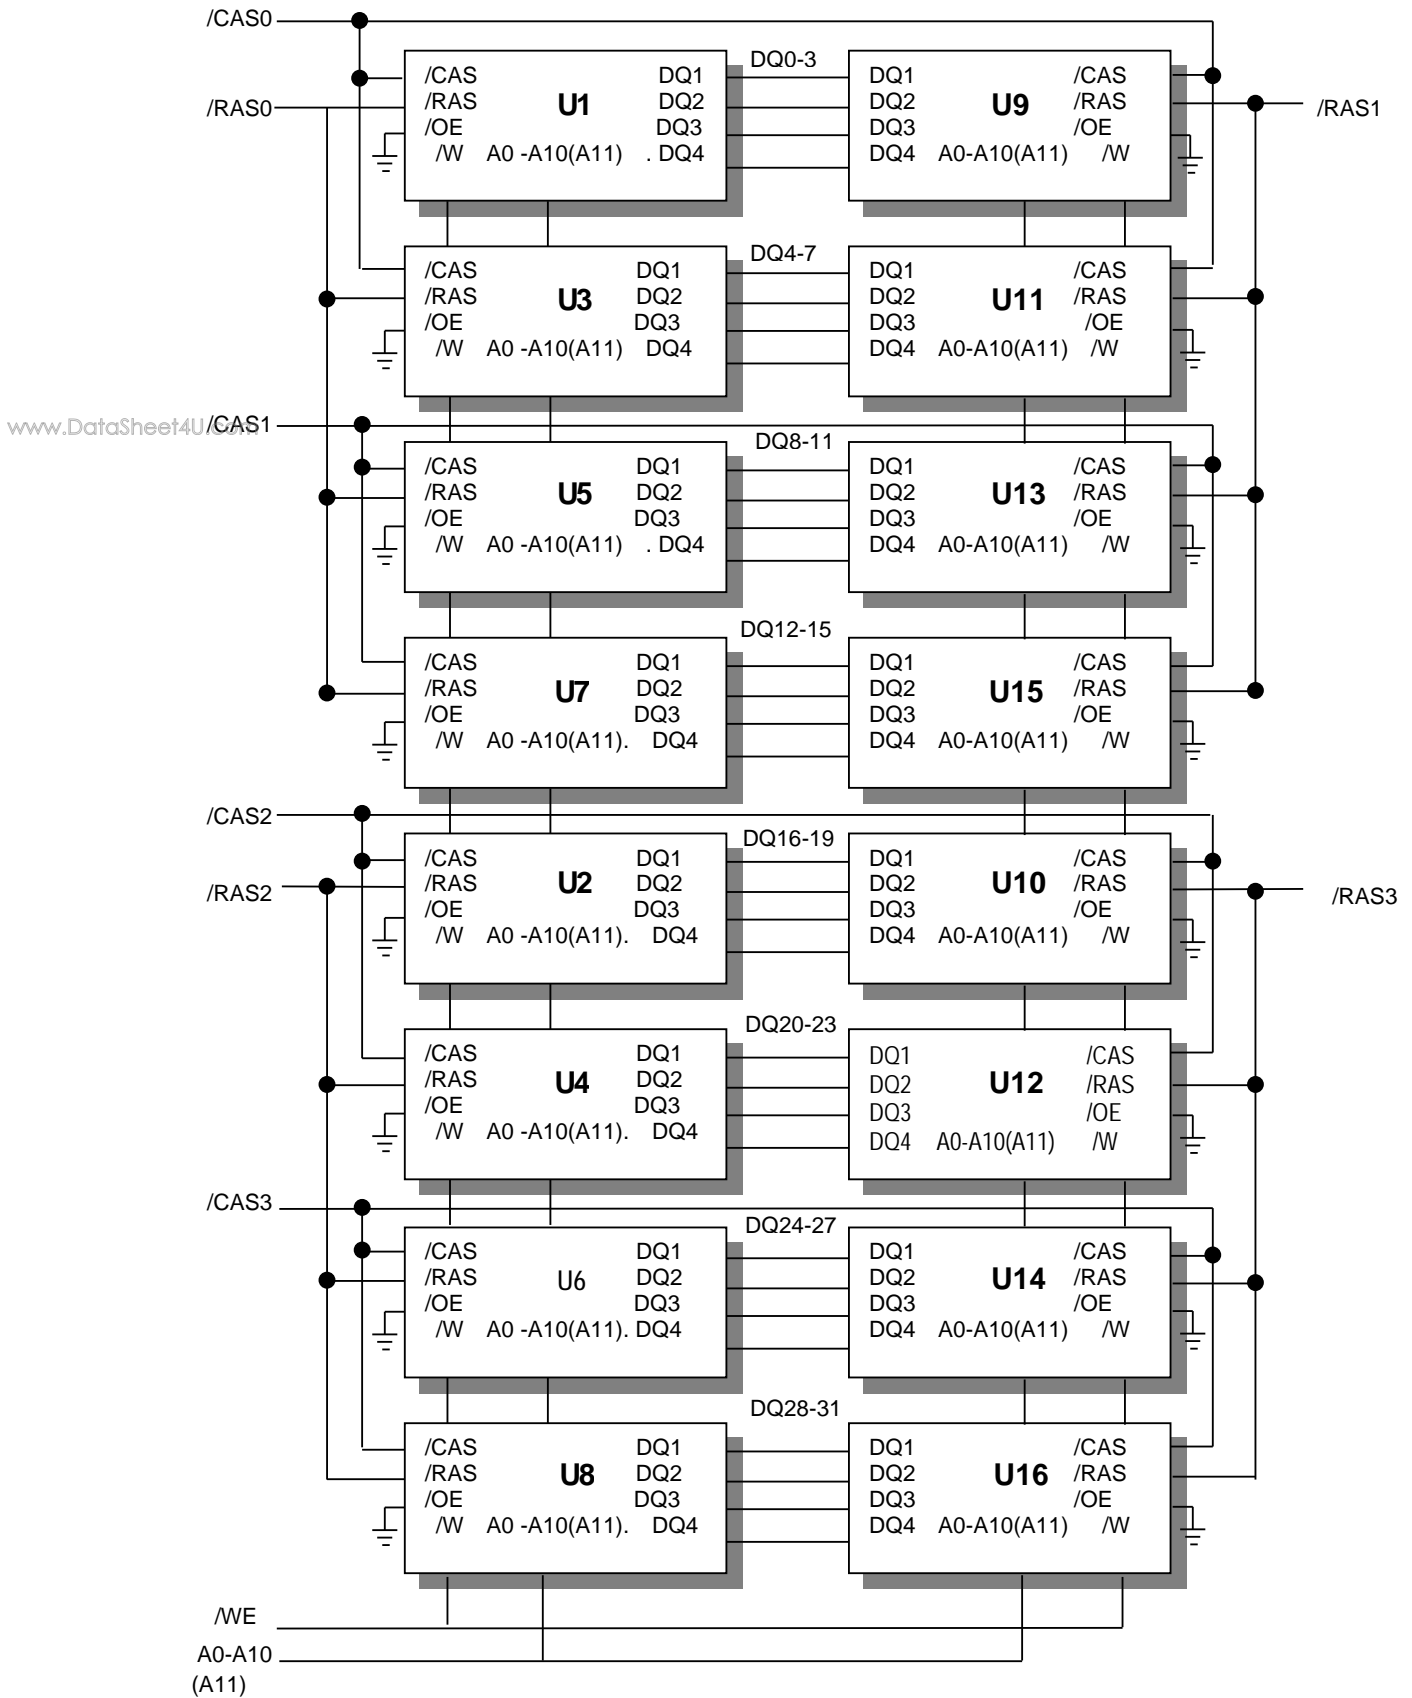 /CAS0
DQ0-3
/CAS DQ1 DQ1 /CAS
/RAS0 /RAS U1 DQ2 DQ2 U9 /RAS /RAS1
/OE DQ3 DQ3 /OE
/W A0 -A10(A11) . DQ4 DQ4 A0-A10(A11) /W
DQ4-7
/CAS DQ1 DQ1 /CAS
/RAS U3 DQ2 DQ2 U11 /RAS
/OE DQ3 DQ3 /OE
/W A0 -A10(A11) DQ4 DQ4 A0-A10(A11) /W
www.DataSheet4U.com /CAS1
DQ8-11
/CAS DQ1 DQ1 /CAS
/RAS U5 DQ2 DQ2 U13 /RAS
/OE DQ3 DQ3 /OE
/W A0 -A10(A11) . DQ4 DQ4 A0-A10(A11) /W
DQ12-15
/CAS DQ1 DQ1 /CAS
/RAS U7 DQ2 DQ2 U15 /RAS
/OE DQ3 DQ3 /OE
/W A0 -A10(A11). DQ4 DQ4 A0-A10(A11) /W
/CAS2
DQ16-19
/CAS DQ1 DQ1 /CAS
/RAS2 /RAS U2 DQ2 DQ2 U10 /RAS /RAS3
/OE DQ3 DQ3 /OE
/W A0 -A10(A11). DQ4 DQ4 A0-A10(A11) /W
DQ20-23
/CAS DQ1 DQ1 /CAS
/RAS U4 DQ2 DQ2 U12 /RAS
/OE DQ3 DQ3 /OE
/W A0 -A10(A11). DQ4 DQ4 A0-A10(A11) /W
/CAS3
DQ24-27
/CAS DQ1 DQ1 /CAS
/RAS U6 DQ2 DQ2 U14 /RAS
/OE DQ3 DQ3 /OE
/W A0 -A10(A11). DQ4 DQ4 A0-A10(A11) /W
DQ28-31
/CAS DQ1 DQ1 /CAS
/RAS U8 DQ2 DQ2 U16 /RAS
/OE DQ3 DQ3 /OE
/W A0 -A10(A11). DQ4 DQ4 A0-A10(A11) /W
/WE
A0-A10
(A11)